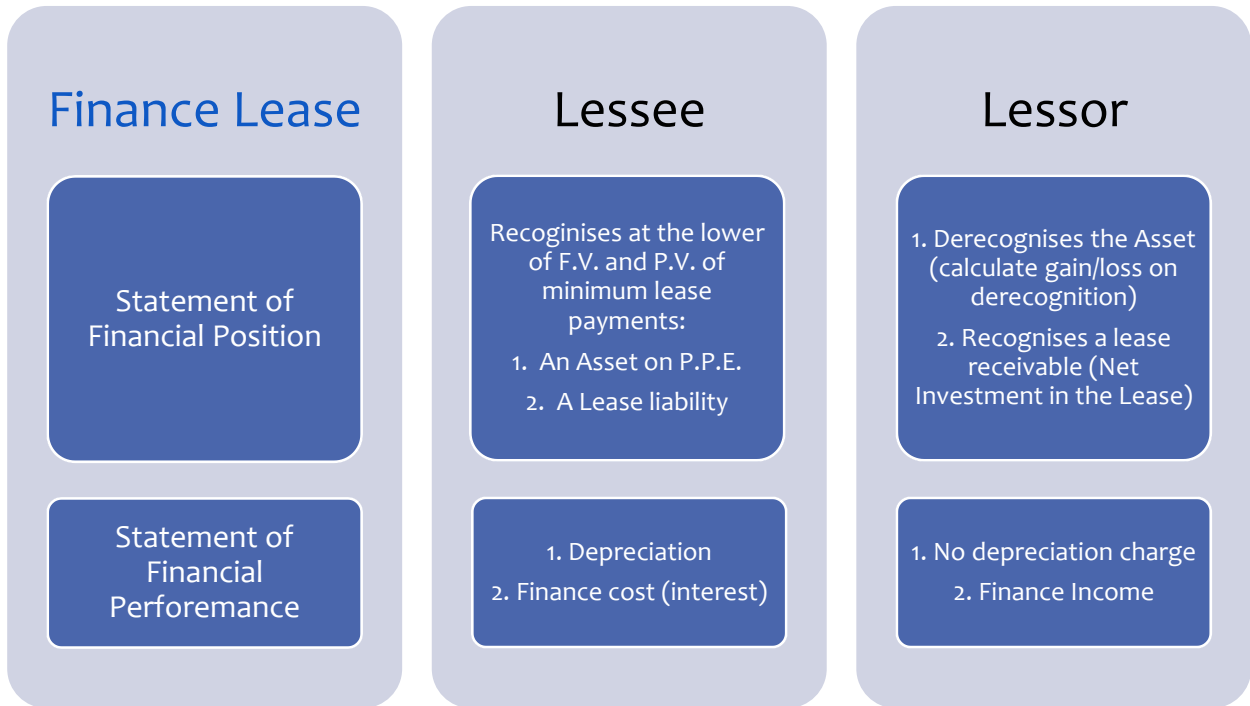 Finance Lease
Statement of
Financial Position
Statement of
Financial
Perforemance
Lessee
Recoginises at the lower
of F.V. and P.V. of
minimum lease
payments:
1. An Asset on P.P.E.
2. A Lease liability
1. Depreciation
2. Finance cost (interest)
Lessor
1. Derecognises the Asset
(calculate gain/loss on
derecognition)
2. Recognises a lease
receivable (Net
Investment in the Lease)
1. No depreciation charge
2. Finance Income